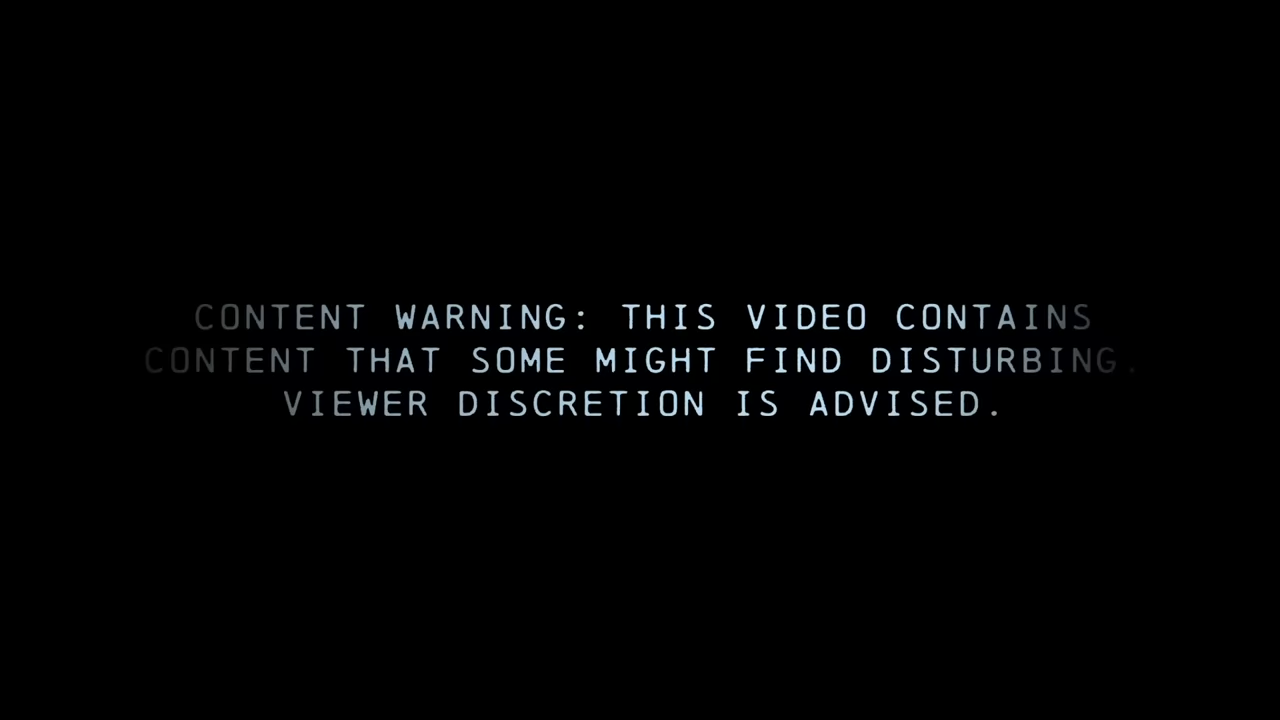 CONTENT WARNING: THIS VIDEO CONTAINS
CONTENT THAT SOME MIGHT FIND DISTURBING.
VIEWER DISCRETION IS ADVISED.